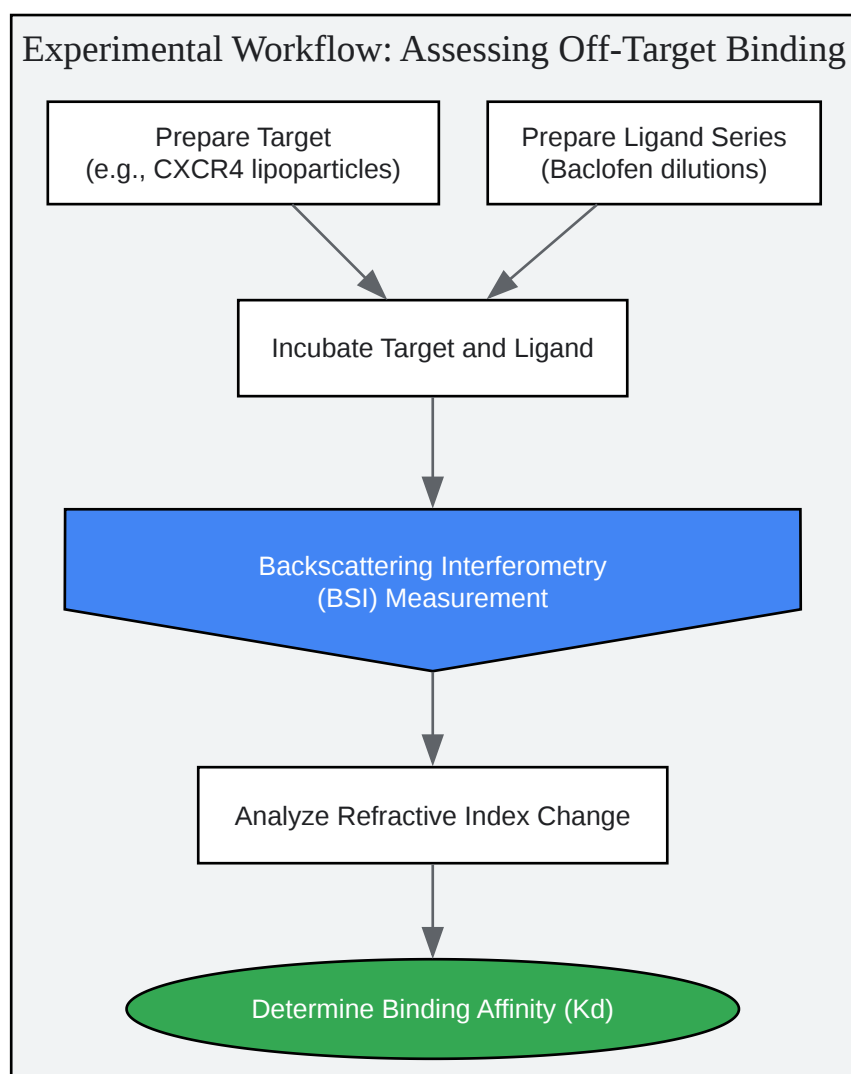 Experimental Workflow: Assessing Off-Target Binding
Prepare Target
(e.g., CXCR4 lipoparticles)
Prepare Ligand Series
(Baclofen dilutions)
Incubate Target and Ligand
Backscattering Interferometry
(BSI) Measurement
Analyze Refractive Index Change
Determine Binding Affinity (Kd)